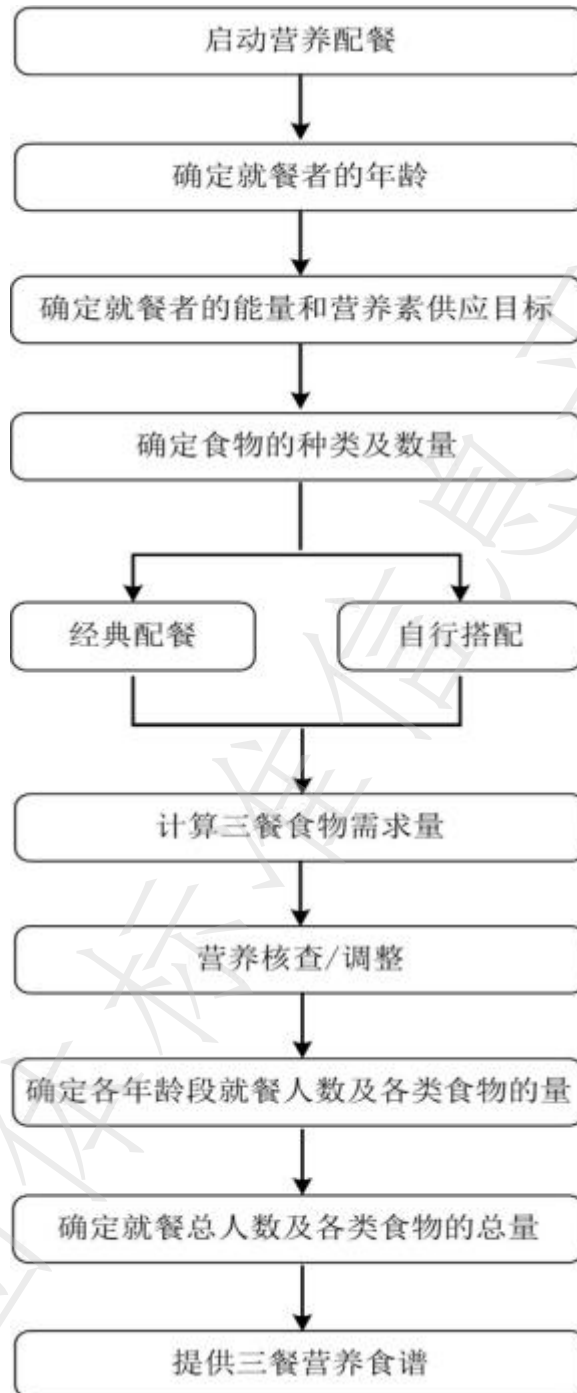 启动营养配餐
确定就餐者的年龄
确定就餐者的能量和营养素供应目标
确定食物的种类及数量
经典配餐
自行搭配
计算三餐食物需求量
营养核查/调整
确定各年龄段就餐人数及各类食物的量
确定就餐总人数及各类食物的总量
提供三餐营养食谱
体标准信息